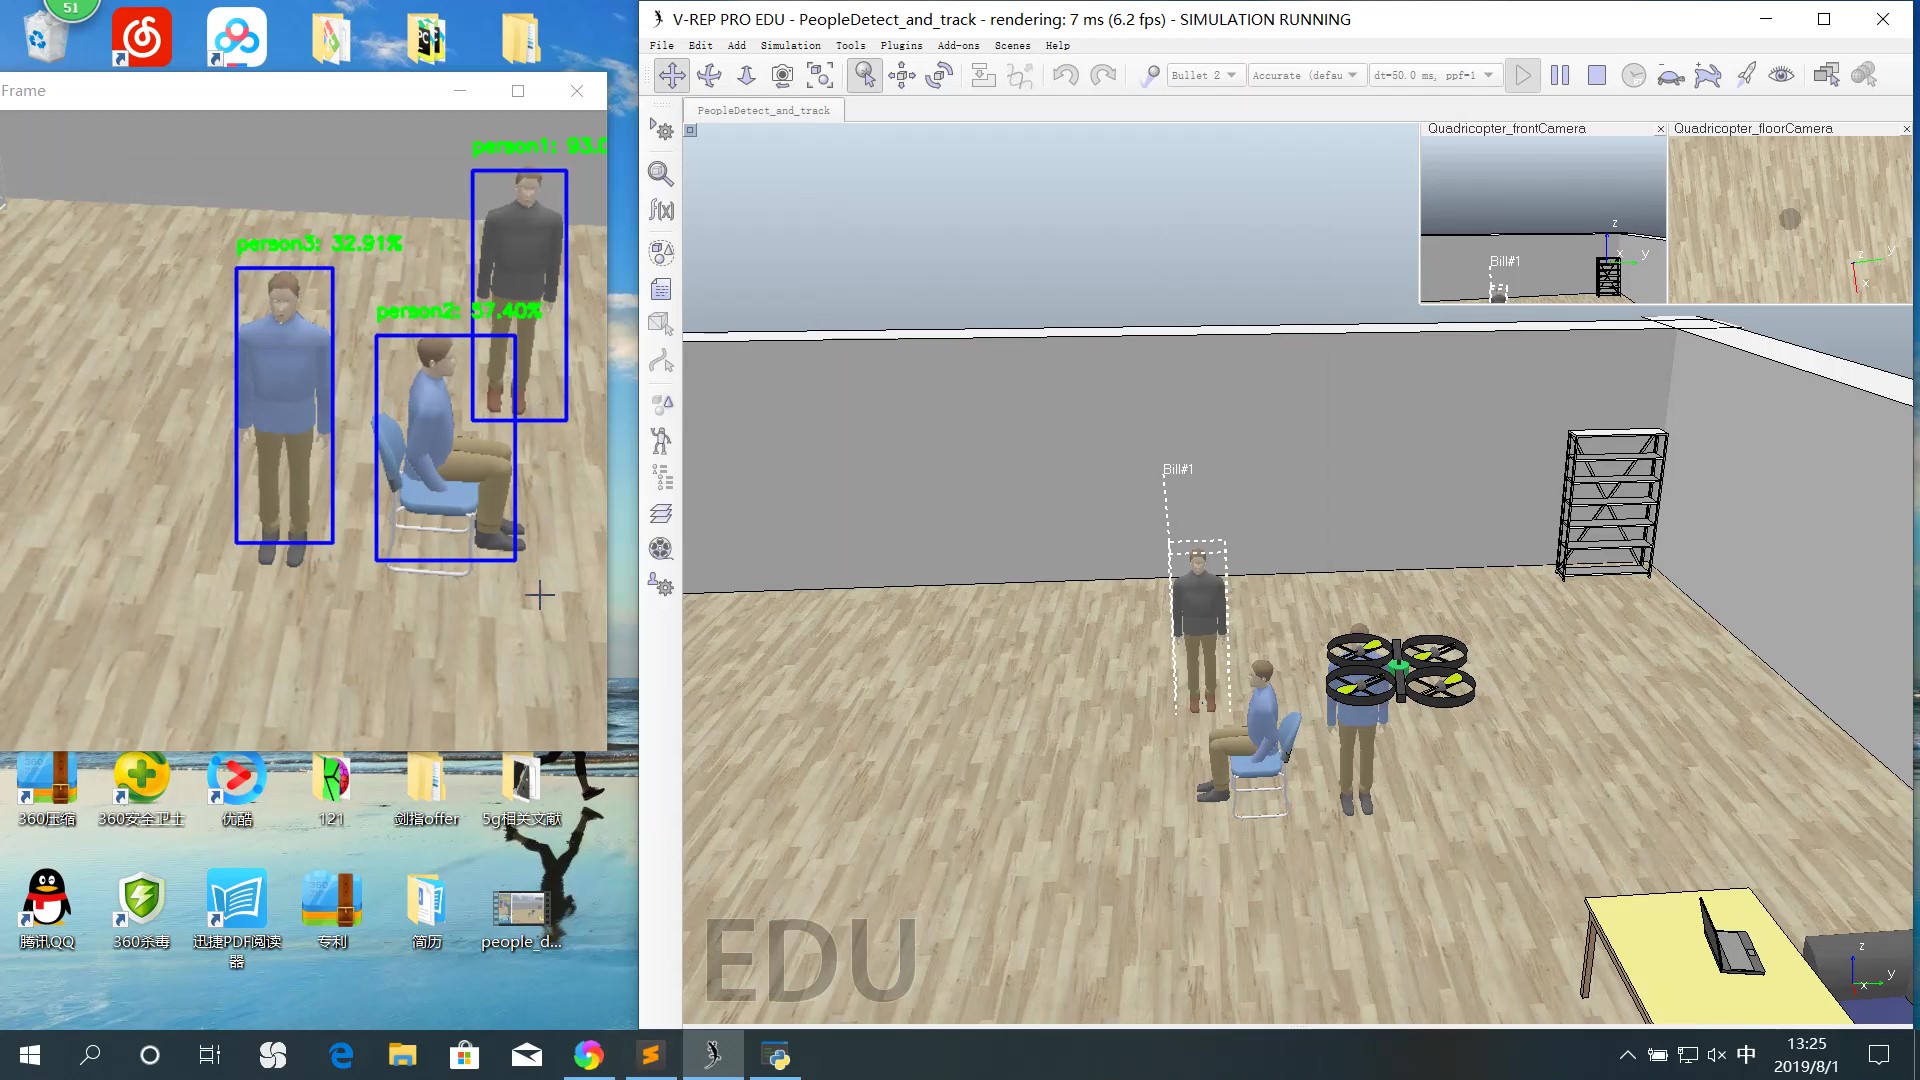 51
Frame
person1: 93.0
person3: 32.91%
person2: 57.40%
V-REP PRO EDU - PeopleDetect_and_track - rendering: 7 ms (6.2 fps) - SIMULATION RUNNING
File Edit Add Simulation Tools Plugins Add-ons Scenes Help
Bullet 2
Accurate (defau
dt=50.0 ms, ppf=1
PeopleDetect_and_track
f(x)
Quadricopter_frontCamera
Quadricopter_floorCamera
z
x
y
Bill#1
z
y
x
Bill#1
EDU
z
y
x
360压缩
360安全卫士
优酷
121
剑指offer
5g相关文献
腾讯QQ
360杀毒
迅捷PDF阅读
器
专利
简历
people_d...
中
13:25
2019/8/1